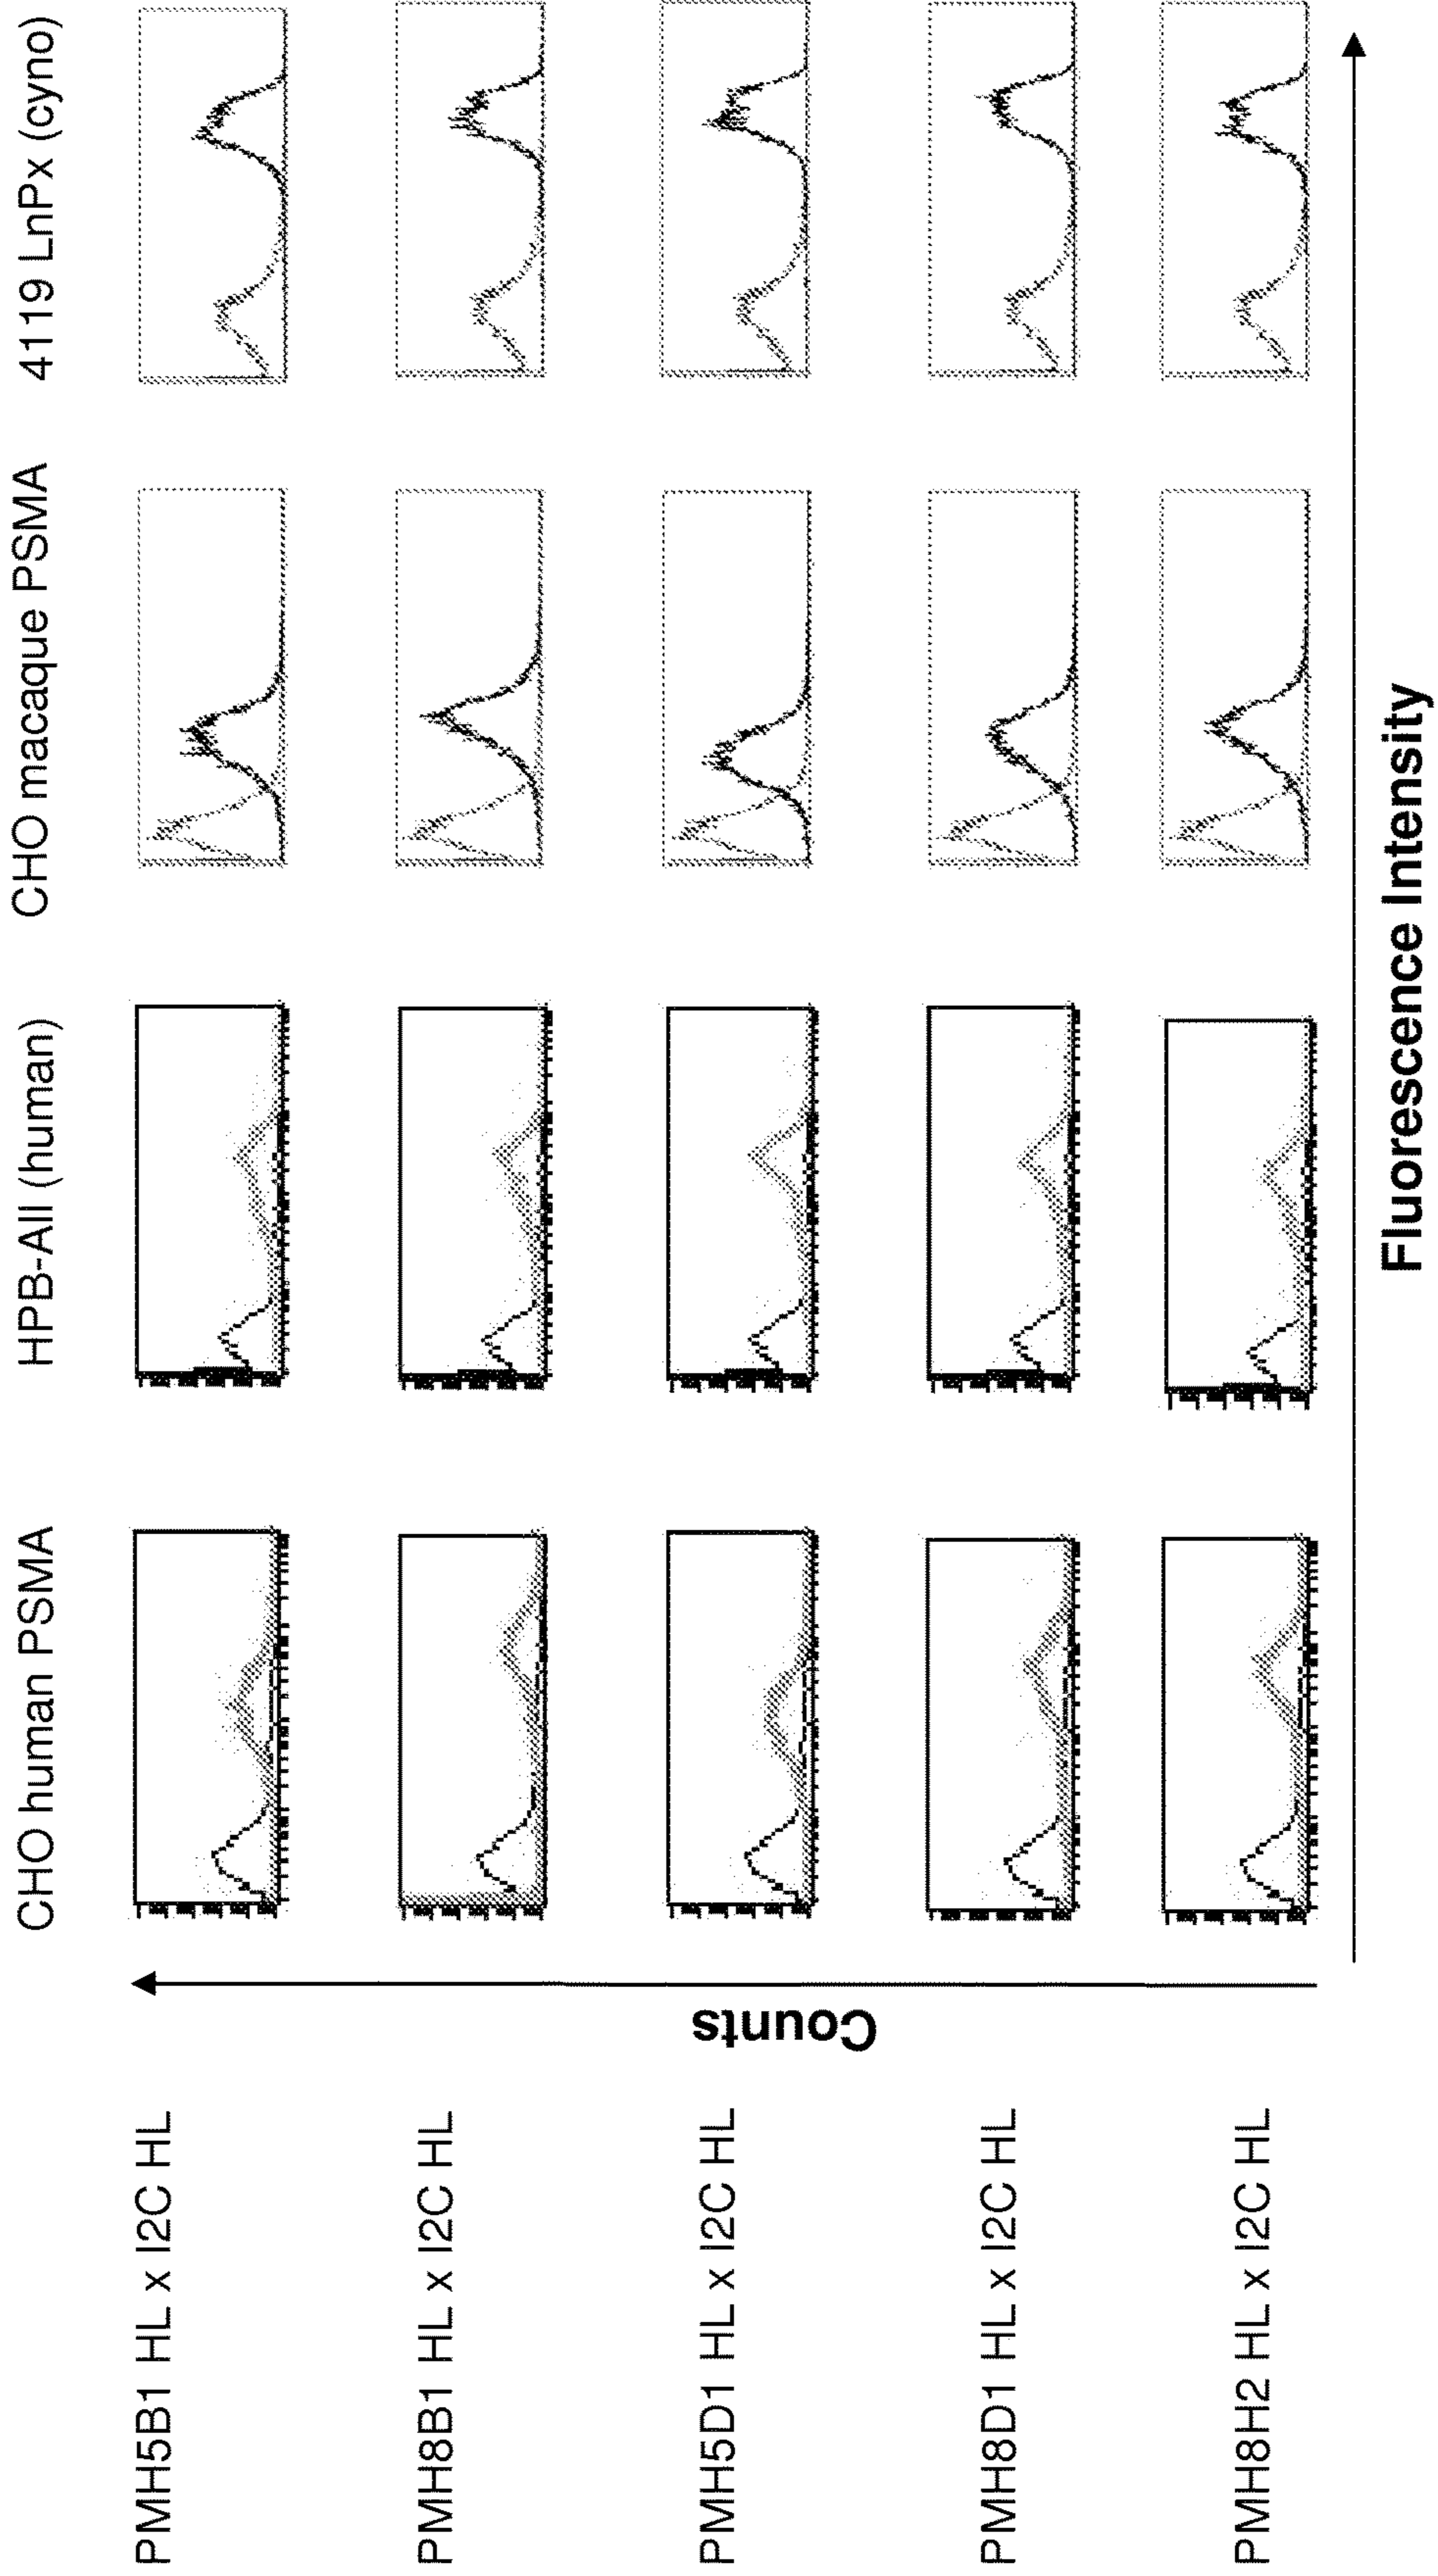 CHO human PSMA
HPB-All (human)
CHO macaque PSMA
4119 LnPx (cyno)
PMH5B1 HL x I2C HL
PMH8B1 HL x I2C HL
PMH5D1 HL x I2C HL
PMH8D1 HL x I2C HL
PMH8H2 HL x I2C HL
Counts
Fluorescence Intensity